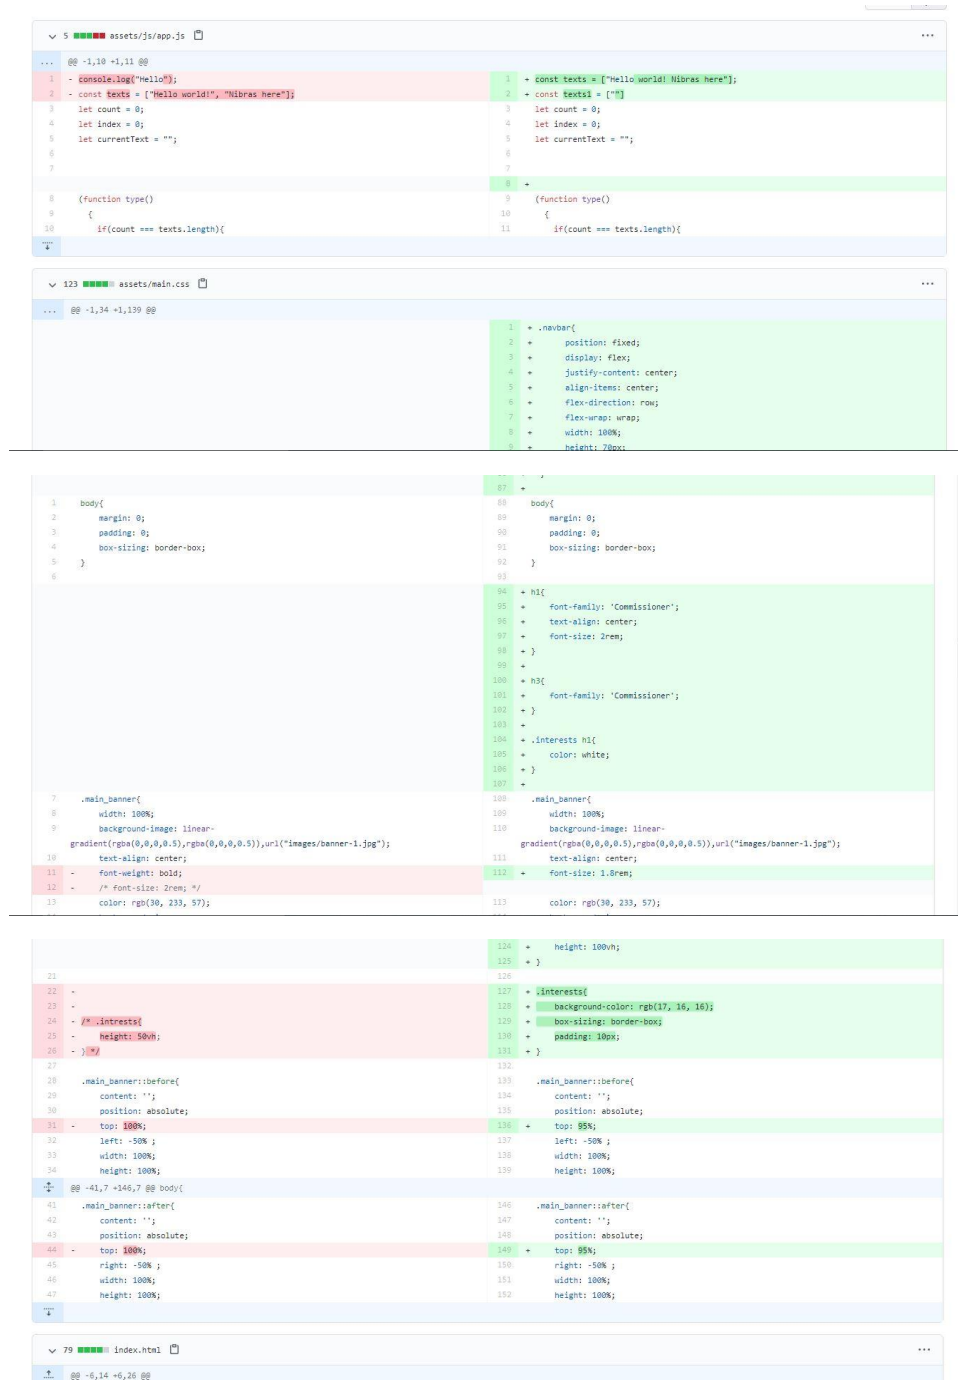 5 assets/js/app.js
...
... @@ -1,10 +1,11 @@
1 - console.log("Hello"); 1 + const texts = ["Hello world! Nibras here"];
2 - const texts = ["Hello world!", "Nibras here"]; 2 + const texts1 = [""]
3 let count = 0; 3 let count = 0;
4 let index = 0; 4 let index = 0;
5 let currentText = ""; 5 let currentText = "";
6 6
7 7
8 +
8 (function type() 9 (function type()
9 { 10 {
10 if(count === texts.length){ 11 if(count === texts.length){
123 assets/main.css
...
... @@ -1,34 +1,139 @@
1 + .navbar{
2 + position: fixed;
3 + display: flex;
4 + justify-content: center;
5 + align-items: center;
6 + flex-direction: row;
7 + flex-wrap: wrap;
8 + width: 100%;
9 + height: 70px;
87 +
1 body{ 88 body{
2 margin: 0; 89 margin: 0;
3 padding: 0; 90 padding: 0;
4 box-sizing: border-box; 91 box-sizing: border-box;
5 } 92 }
6 93
94 + h1{
95 + font-family: 'Commissioner';
96 + text-align: center;
97 + font-size: 2rem;
98 + }
99 +
100 + h3{
101 + font-family: 'Commissioner';
102 + }
103 +
104 + .interests h1{
105 + color: white;
106 + }
107 +
7 .main_banner{ 108 .main_banner{
8 width: 100%; 109 width: 100%;
9 background-image: linear- 110 background-image: linear-
gradient(rgba(0,0,0,0.5),rgba(0,0,0,0.5)),url("images/banner-1.jpg"); gradient(rgba(0,0,0,0.5),rgba(0,0,0,0.5)),url("images/banner-1.jpg");
10 text-align: center; 111 text-align: center;
11 - font-weight: bold; 112 + font-size: 1.8rem;
12 - /* font-size: 2rem; */
13 color: rgb(30, 233, 57); 113 color: rgb(30, 233, 57);
124 + height: 100vh;
125 + }
21 126
22 - 127 + .interests{
23 - 128 + background-color: rgb(17, 16, 16);
24 - /* .intrests{ 129 + box-sizing: border-box;
25 - height: 50vh; 130 + padding: 10px;
26 - } */ 131 + }
27 132
28 .main_banner::before{ 133 .main_banner::before{
29 content: ''; 134 content: '';
30 position: absolute; 135 position: absolute;
31 - top: 100%; 136 + top: 95%;
32 left: -50% ; 137 left: -50% ;
33 width: 100%; 138 width: 100%;
34 height: 100%; 139 height: 100%;
@@ -41,7 +146,7 @@ body{
41 .main_banner::after{ 146 .main_banner::after{
42 content: ''; 147 content: '';
43 position: absolute; 148 position: absolute;
44 - top: 100%; 149 + top: 95%;
45 right: -50% ; 150 right: -50% ;
46 width: 100%; 151 width: 100%;
47 height: 100%; 152 height: 100%;
79 index.html
...
@@ -6,14 +6,26 @@